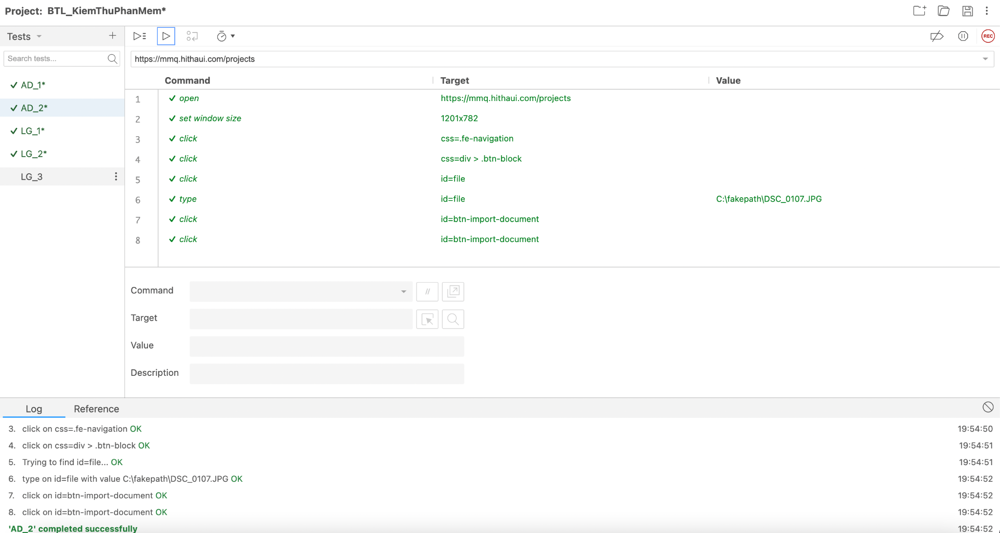 Project: BTL_KiemThuPhanMem*
Tests
Search tests...
AD_1*
AD_2*
LG_1*
LG_2*
LG_3
REC
https://mmq.hithaui.com/projects
Command Target Value
1 open https://mmq.hithaui.com/projects
2 set window size 1201x782
3 click css=.fe-navigation
4 click css=div > .btn-block
5 click id=file
6 type id=file C:\fakepath\DSC_0107.JPG
7 click id=btn-import-document
8 click id=btn-import-document
Command //
Target
Value
Description
Log Reference
3. click on css=.fe-navigation OK 19:54:50
4. click on css=div > .btn-block OK 19:54:51
5. Trying to find id=file... OK 19:54:51
6. type on id=file with value C:\fakepath\DSC_0107.JPG OK 19:54:52
7. click on id=btn-import-document OK 19:54:52
8. click on id=btn-import-document OK 19:54:52
'AD_2' completed successfully 19:54:52